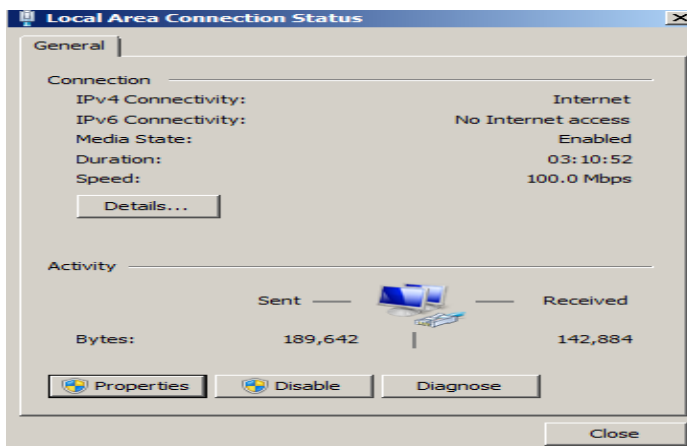 Local Area Connection Status
General
Connection
IPv4 Connectivity: Internet
IPv6 Connectivity: No Internet access
Media State: Enabled
Duration: 03:10:52
Speed: 100.0 Mbps
Details...
Activity
Sent Received
Bytes: 189,642 142,884
Properties Disable Diagnose
Close